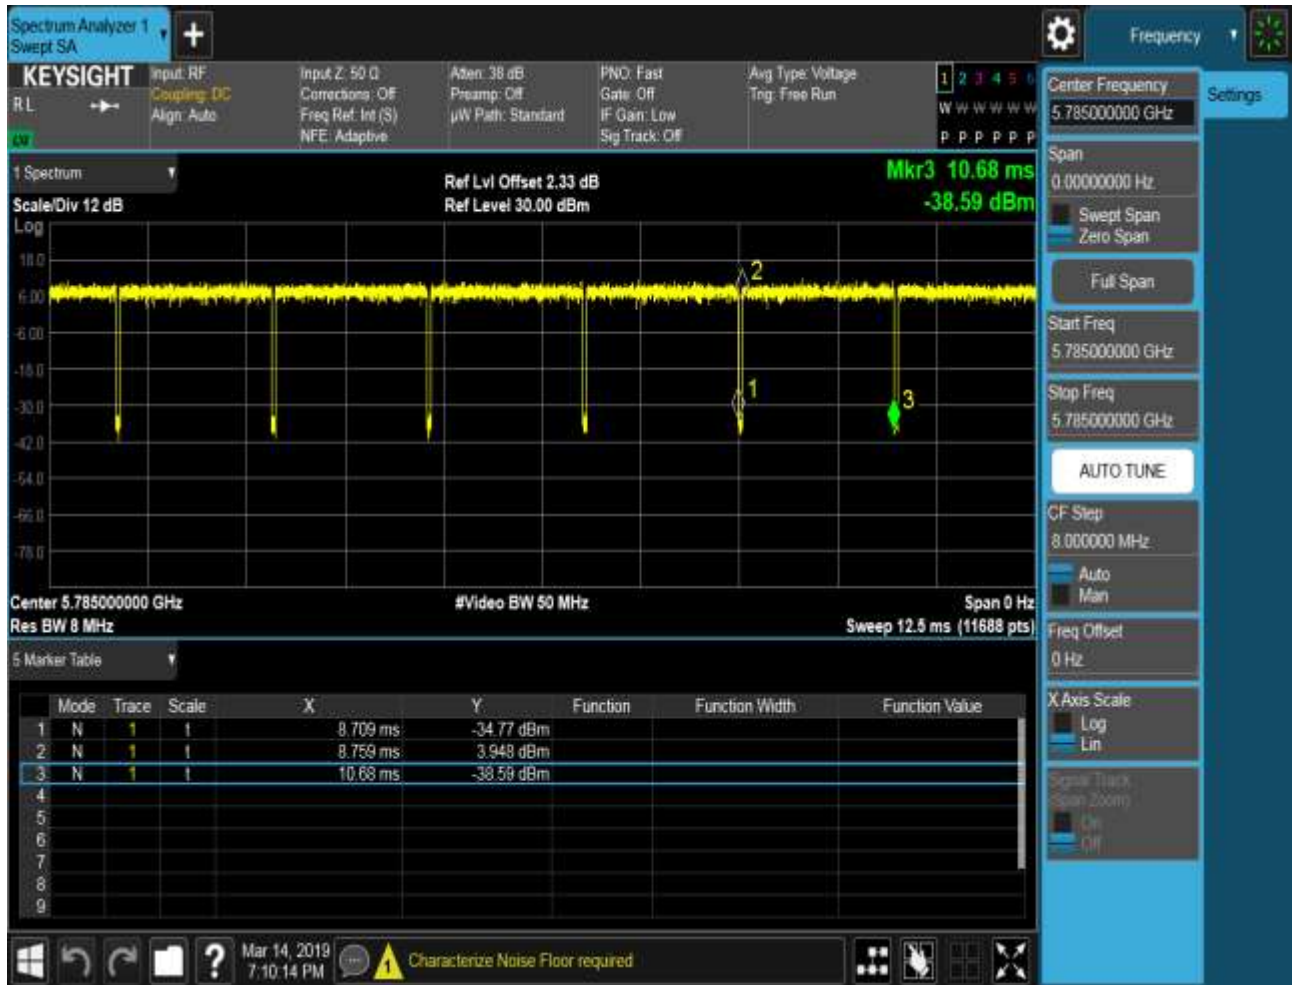 Spectrum Analyzer 1
Swept SA
Frequency
KEYSIGHT
RL
Input: RF
Coupling: DC
Align: Auto
Input Z: 50 Ω
Corrections: Off
Freq Ref: Int (S)
NFE: Adaptive
Atten: 38 dB
Preamp: Off
µW Path: Standard
PNO: Fast
Gate: Off
IF Gain: Low
Sig Track: Off
Avg Type: Voltage
Trig: Free Run
1 2 3 4 5 6
W W W W W W
P P P P P P
1 Spectrum
Scale/Div 12 dB
Log
Ref Lvl Offset 2.33 dB
Ref Level 30.00 dBm
Mkr3 10.68 ms
-38.59 dBm
18.0
6.00
-6.00
-18.0
-30.0
-42.0
-54.0
-66.0
-78.0
2
1
3
Center 5.785000000 GHz
#Video BW 50 MHz
Span 0 Hz
Res BW 8 MHz
Sweep 12.5 ms (11688 pts)
5 Marker Table
Mode Trace Scale X Y Function Function Width Function Value
1 N 1 t 8.709 ms -34.77 dBm
2 N 1 t 8.759 ms 3.948 dBm
3 N 1 t 10.68 ms -38.59 dBm
4
5
6
7
8
9
Mar 14, 2019
7:10:14 PM
?
1
Characterize Noise Floor required
Settings
Center Frequency
5.785000000 GHz
Span
0.00000000 Hz
Swept Span
Zero Span
Full Span
Start Freq
5.785000000 GHz
Stop Freq
5.785000000 GHz
AUTO TUNE
CF Step
8.000000 MHz
Auto
Man
Freq Offset
0 Hz
X Axis Scale
Log
Lin
Signal Track
(Span Zoom)
On
Off